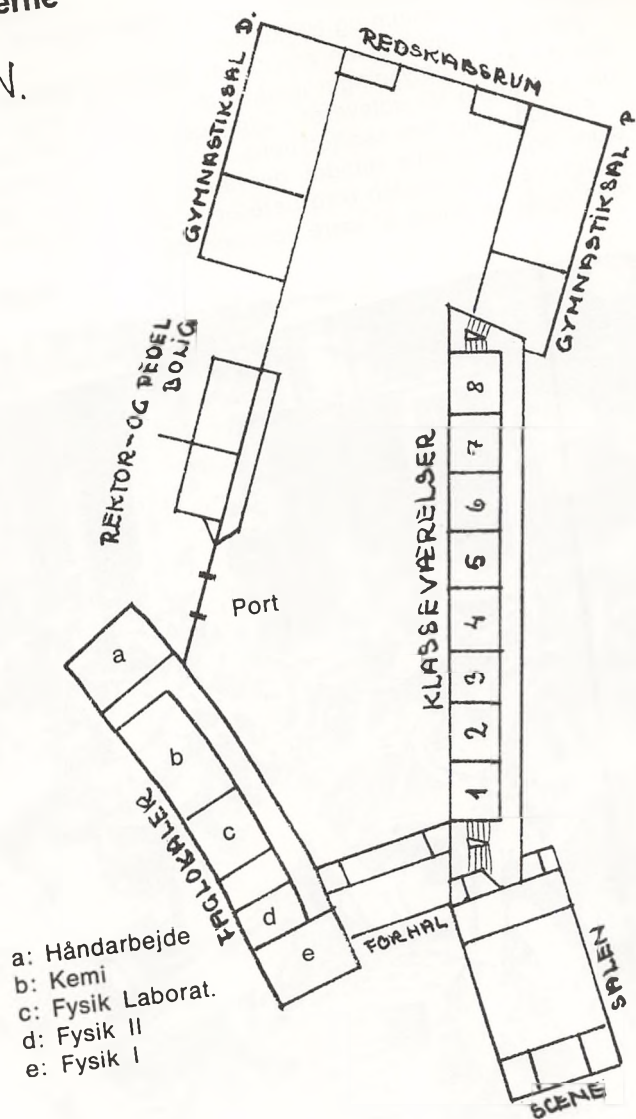 N.
REDSKABSRUM
GYMNASTIKSAL D.
GYMNASTIKSAL P
REKTOR-OG PEDEL
BOLIG
KLASSEVÆRELSER
8
7
6
5
4
3
2
1
Port
a
b
c
d
e
FAGLOKALER
FORHAL
SALEN
SCENE
a: Håndarbejde
b: Kemi
c: Fysik Laborat.
d: Fysik II
e: Fysik I